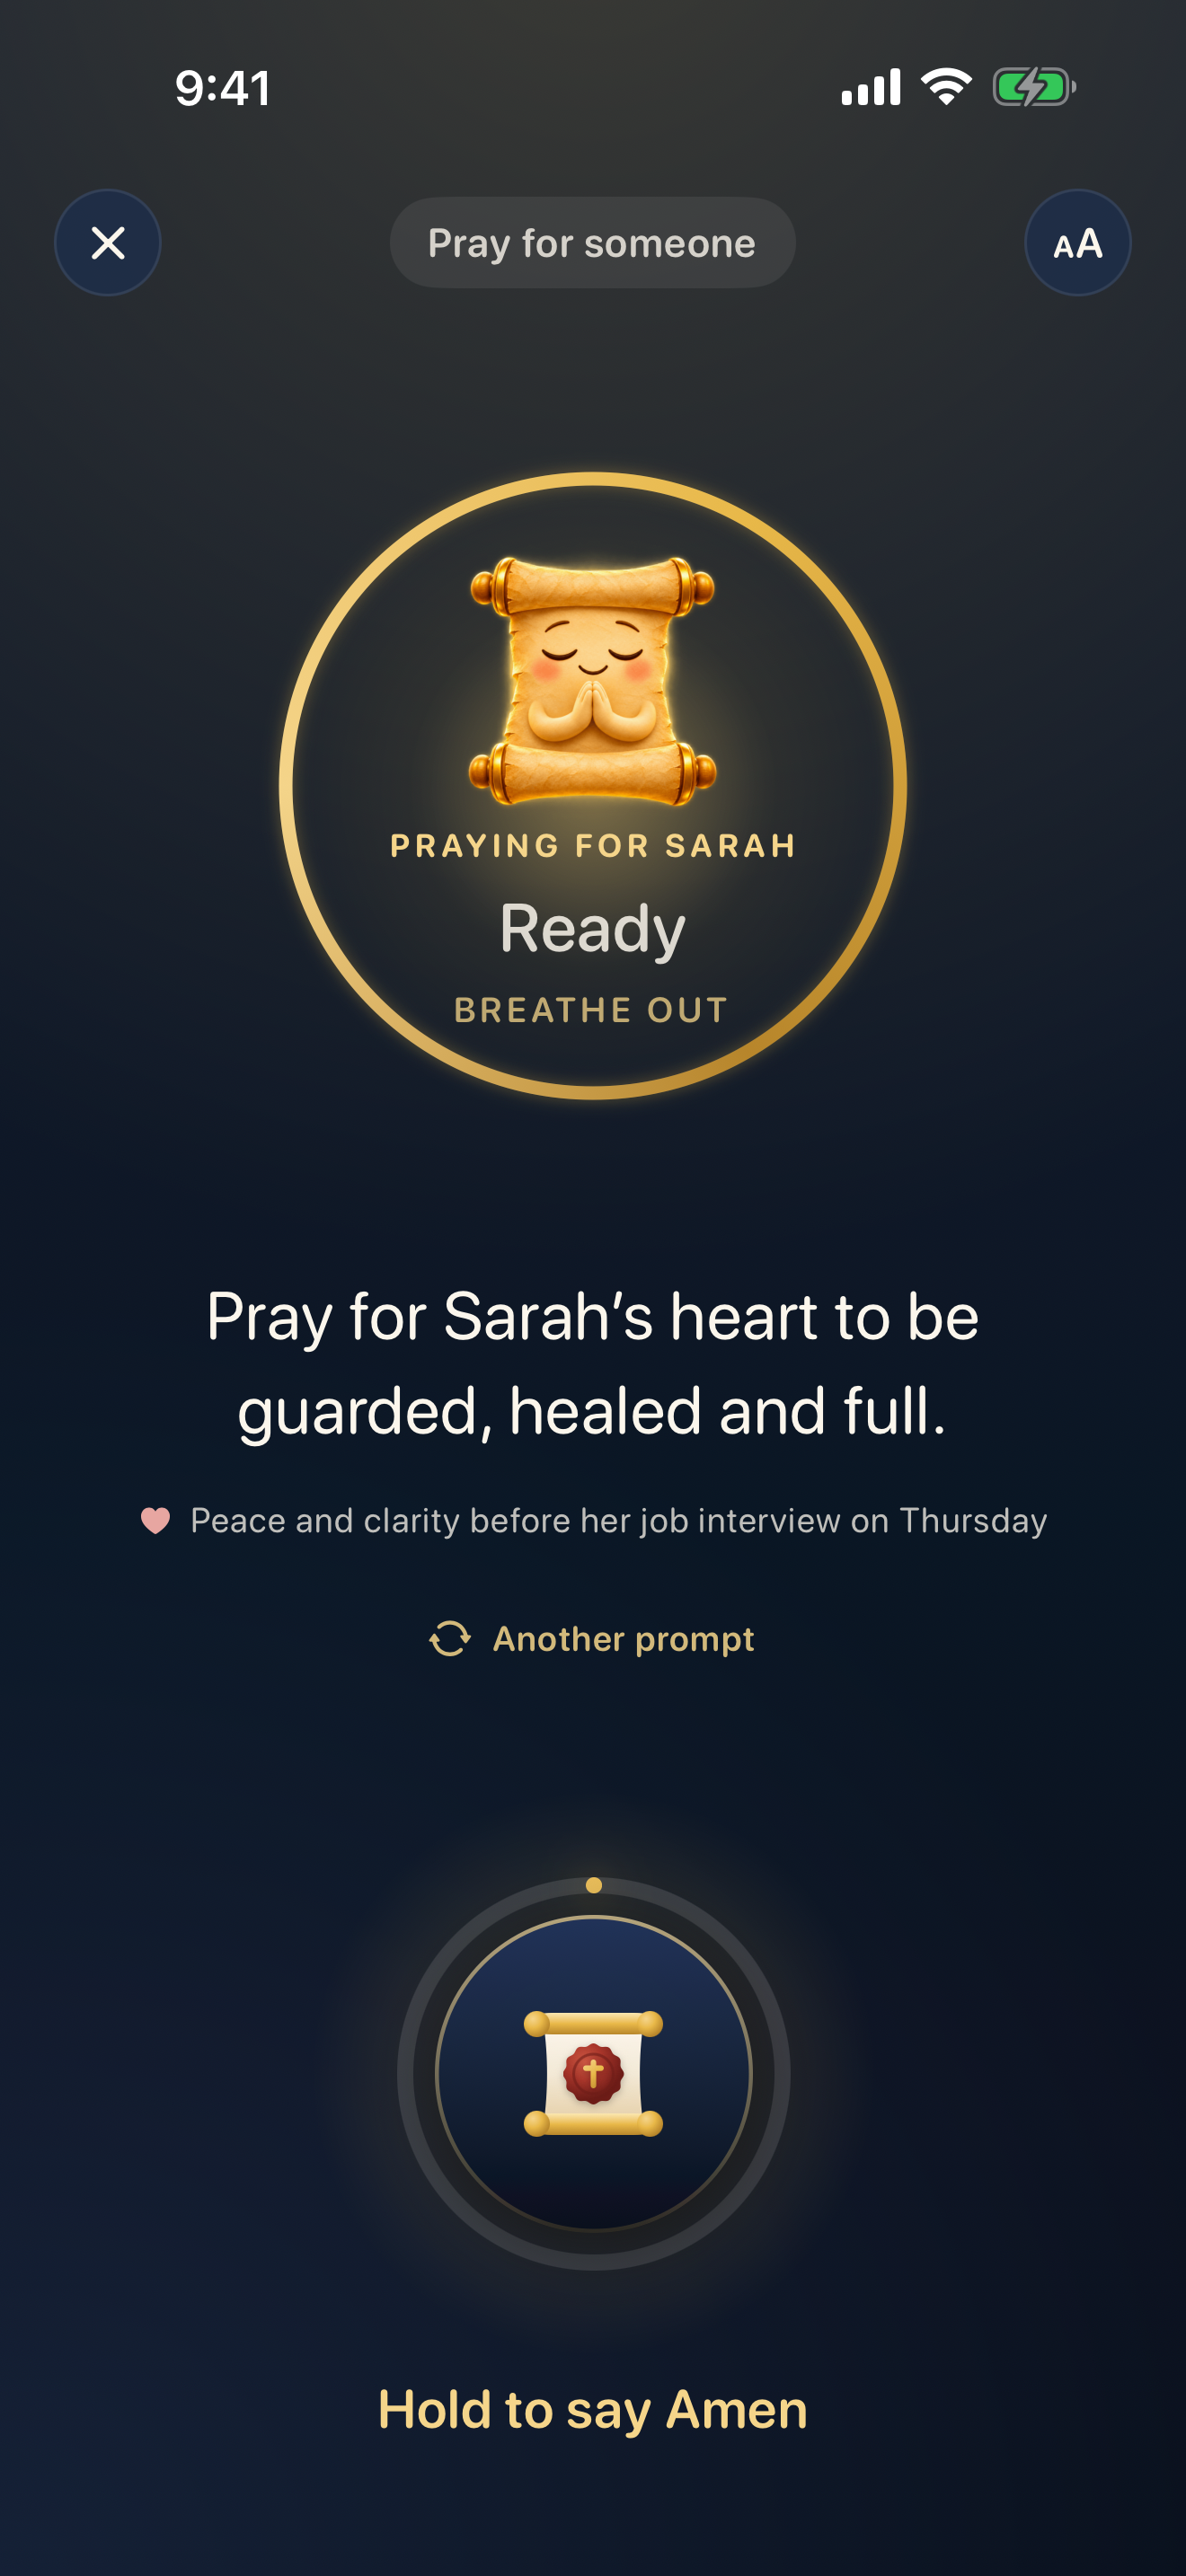 9:41
Pray for someone
AA
PRAYING FOR SARAH
Ready
BREATHE OUT
Pray for Sarah’s heart to be
guarded, healed and full.
Peace and clarity before her job interview on Thursday
Another prompt
Hold to say Amen